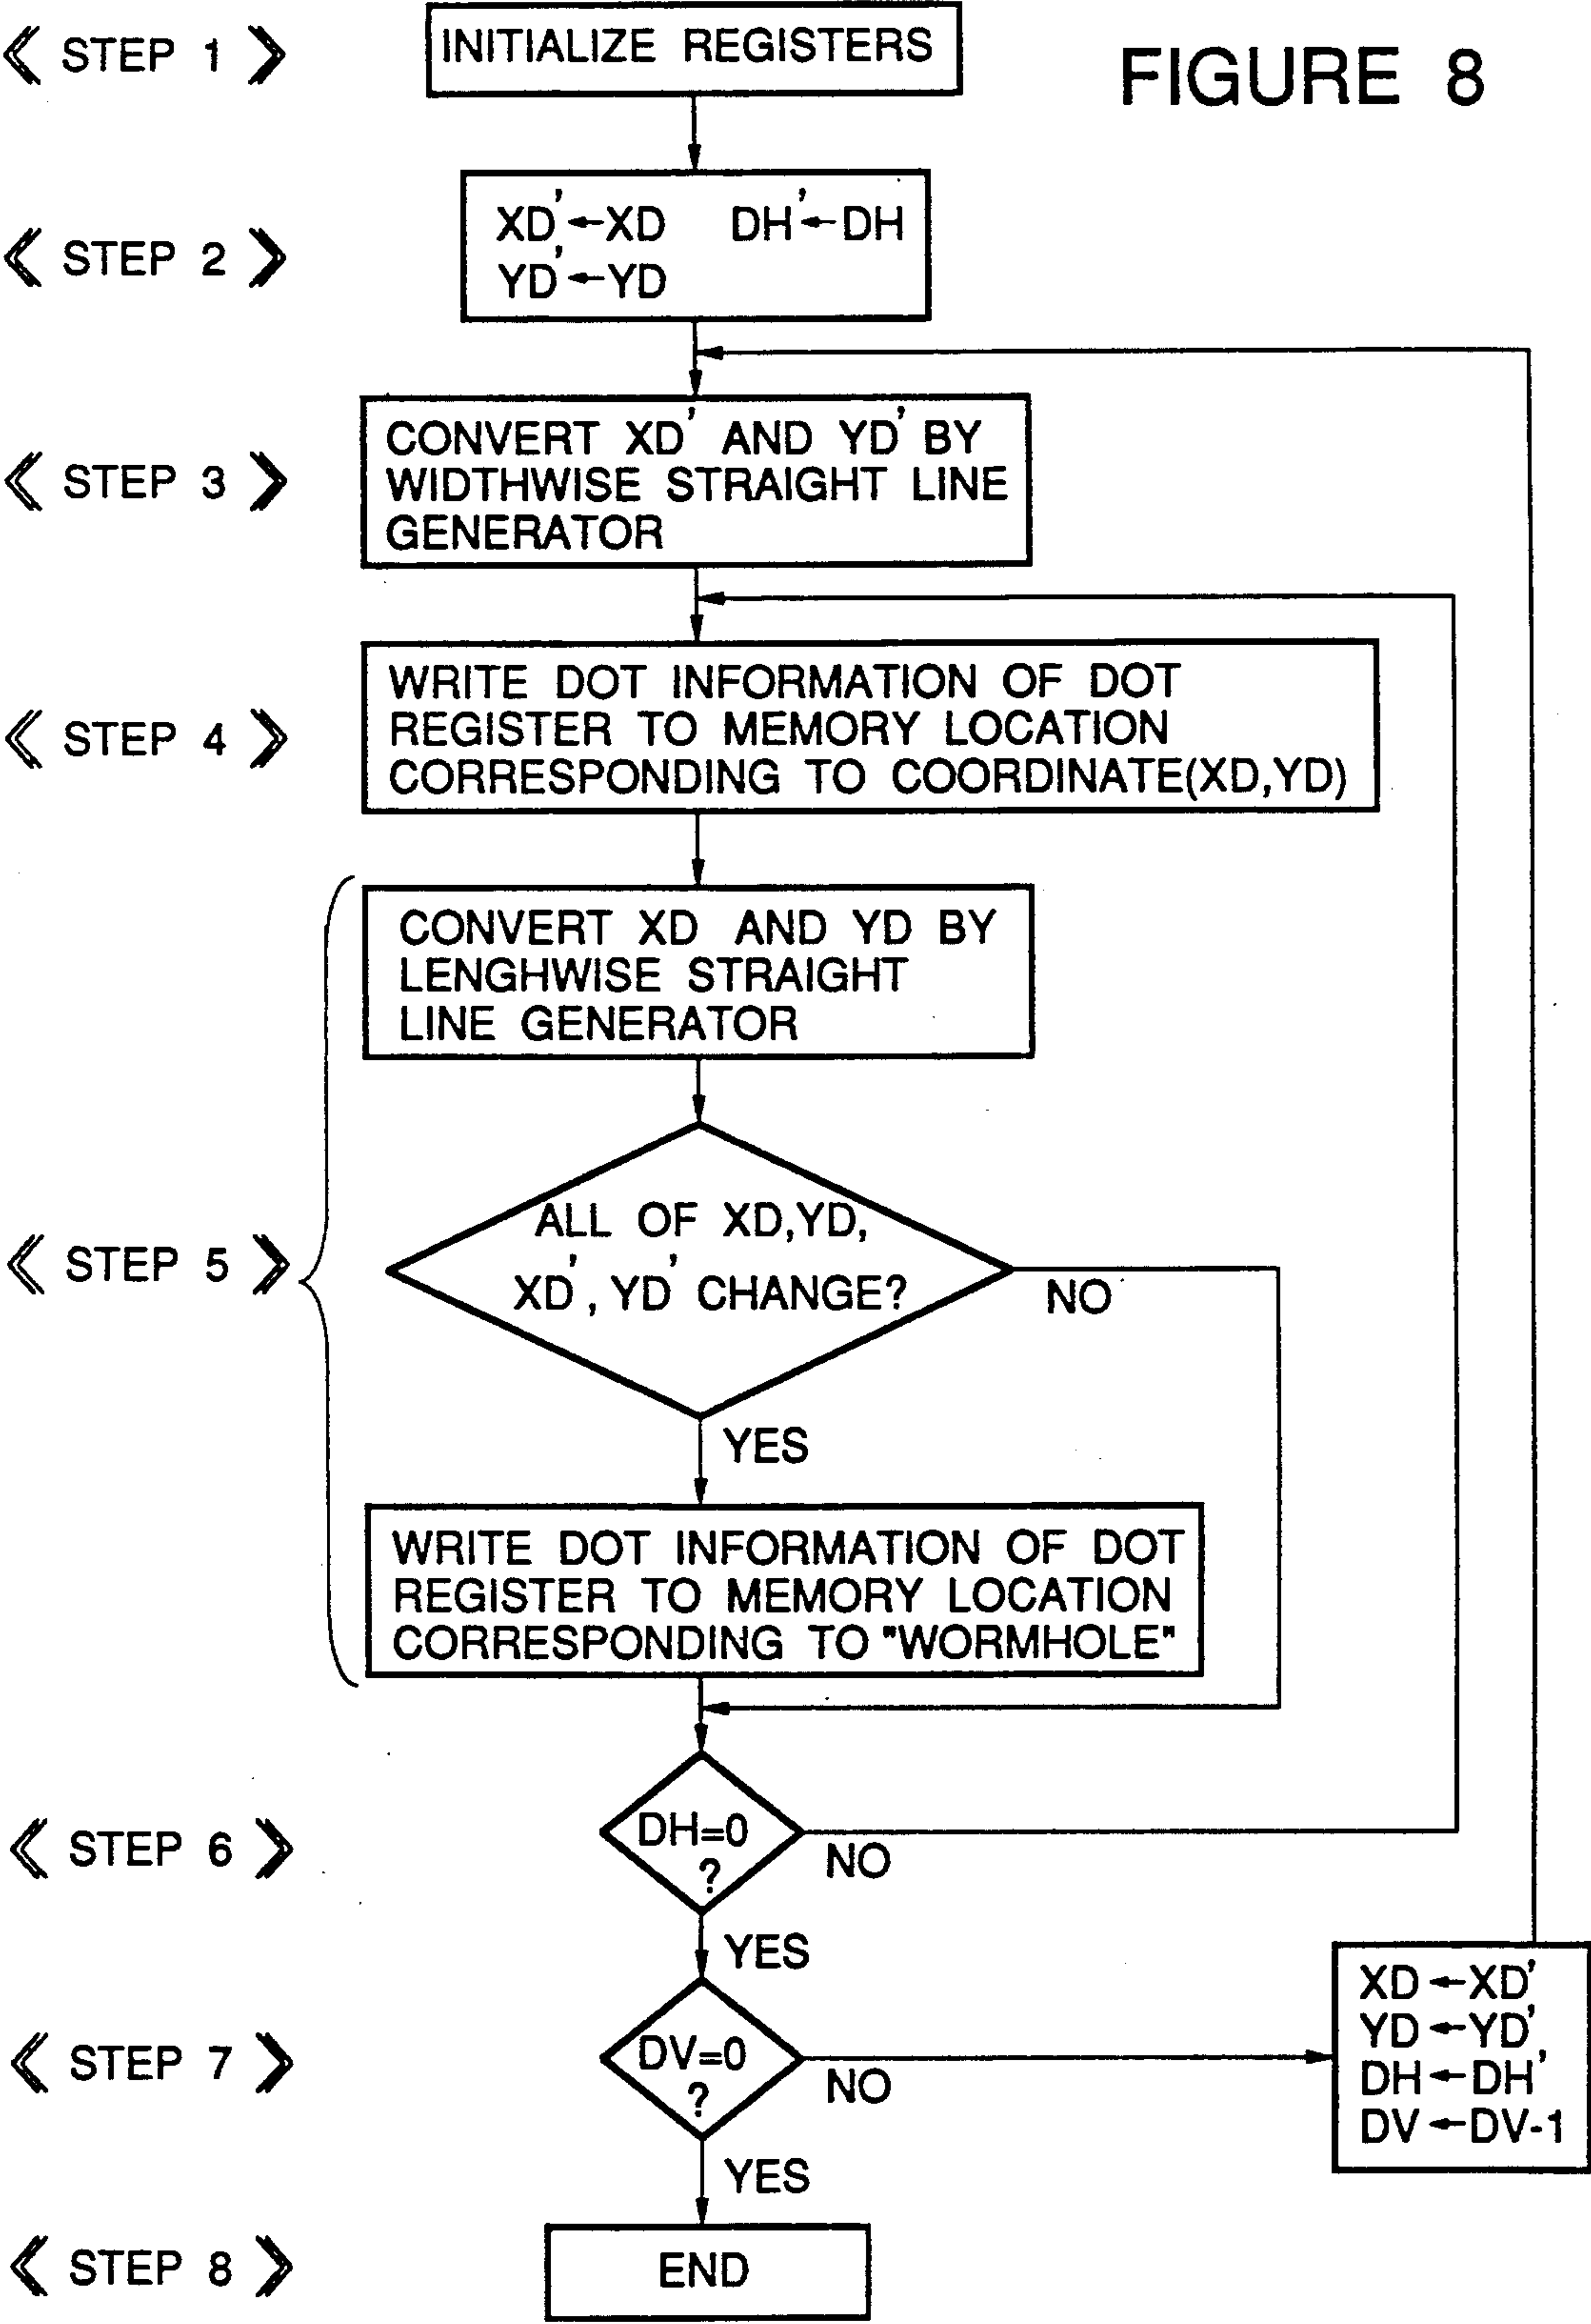 FIGURE 8
《 STEP 1 》
INITIALIZE REGISTERS
《 STEP 2 》
XD'←XD DH'←DH
YD'←YD
《 STEP 3 》
CONVERT XD' AND YD' BY
WIDTHWISE STRAIGHT LINE
GENERATOR
《 STEP 4 》
WRITE DOT INFORMATION OF DOT
REGISTER TO MEMORY LOCATION
CORRESPONDING TO COORDINATE(XD,YD)
《 STEP 5 》
CONVERT XD AND YD BY
LENGHWISE STRAIGHT
LINE GENERATOR
ALL OF XD,YD,
XD', YD' CHANGE?
NO
YES
WRITE DOT INFORMATION OF DOT
REGISTER TO MEMORY LOCATION
CORRESPONDING TO "WORMHOLE"
《 STEP 6 》
DH=0
?
NO
YES
《 STEP 7 》
DV=0
?
NO
XD←XD'
YD←YD'
DH←DH'
DV←DV-1
YES
《 STEP 8 》
END